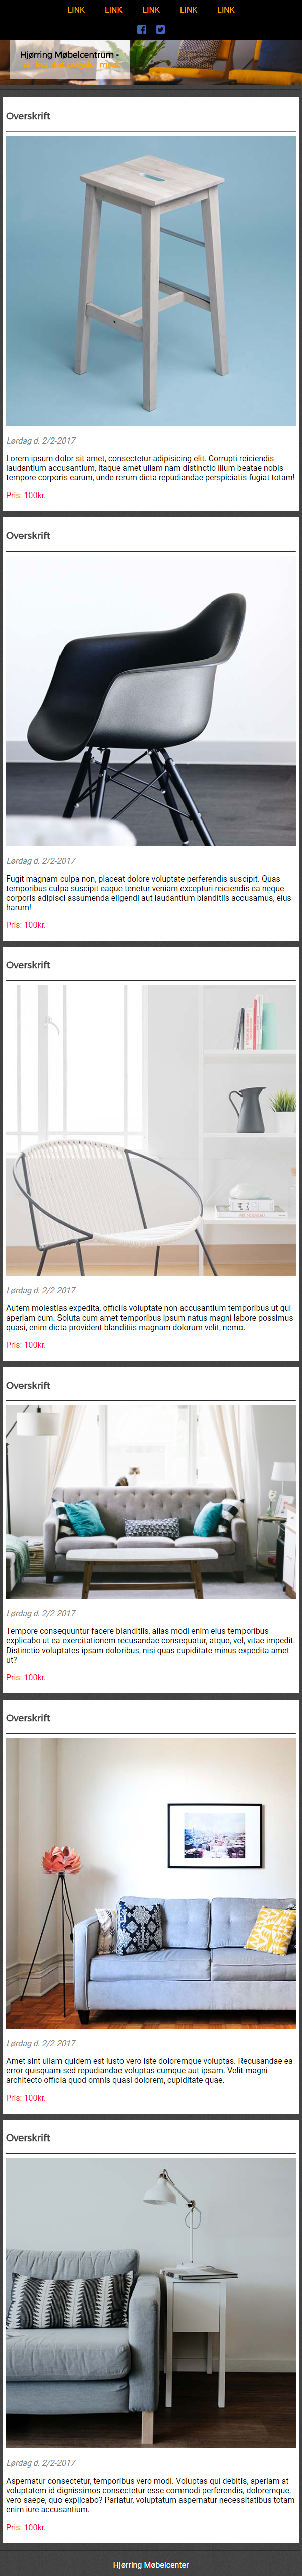 LINK LINK LINK LINK LINK
Hjørring Møbelcentrum -
Overskrift
Lørdag d. 2/2-2017
Lorem ipsum dolor sit amet, consectetur adipisicing elit. Corrupti reiciendis
laudantium accusantium, itaque amet ullam nam distinctio illum beatae nobis
tempore corporis earum, unde rerum dicta repudiandae perspiciatis fugiat totam!
Pris: 100kr.
Overskrift
Lørdag d. 2/2-2017
Fugit magnam culpa non, placeat dolore voluptate perferendis suscipit. Quas
temporibus culpa suscipit eaque tenetur veniam excepturi reiciendis ea neque
corporis adipisci assumenda eligendi aut laudantium blanditiis accusamus, eius
harum!
Pris: 100kr.
Overskrift
Lørdag d. 2/2-2017
Autem molestias expedita, officiis voluptate non accusantium temporibus ut qui
aperiam cum. Soluta cum amet temporibus ipsum natus magni labore possimus
quasi, enim dicta provident blanditiis magnam dolorum velit, nemo.
Pris: 100kr.
Overskrift
Lørdag d. 2/2-2017
Tempore consequuntur facere blanditiis, alias modi enim eius temporibus
explicabo ut ea exercitationem recusandae consequatur, atque, vel, vitae impedit.
Distinctio voluptates ipsam doloribus, nisi quas cupiditate minus expedita amet
ut?
Pris: 100kr.
Overskrift
Lørdag d. 2/2-2017
Amet sint ullam quidem est iusto vero iste doloremque voluptas. Recusandae ea
error quisquam sed repudiandae voluptas cumque aut ipsam. Velit magni
architecto officia quod omnis quasi dolorem, cupiditate quae.
Pris: 100kr.
Overskrift
Lørdag d. 2/2-2017
Aspernatur consectetur, temporibus vero modi. Voluptas qui debitis, aperiam at
voluptatem id dignissimos consectetur esse commodi perferendis, doloremque,
vero saepe, quo explicabo? Pariatur, voluptatum aspernatur necessitatibus totam
enim iure accusantium.
Pris: 100kr.
Hjørring Møbelcenter